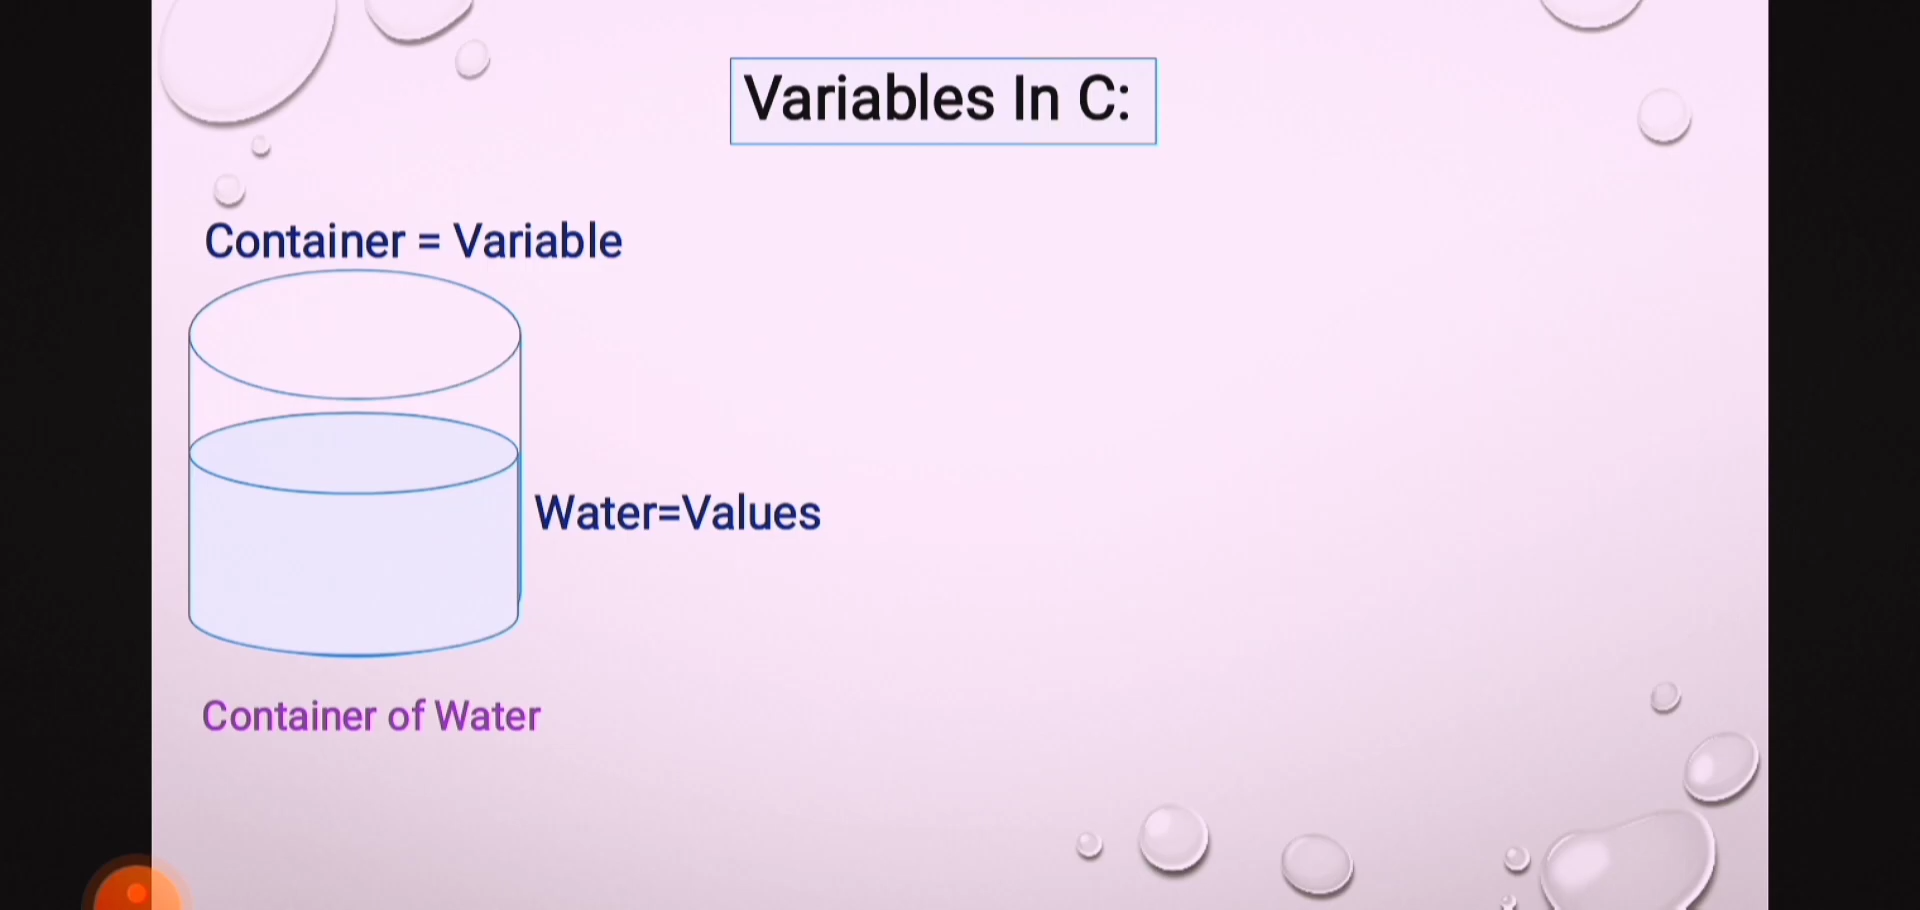 Variables In C:
Container = Variable
Water=Values
Container of Water